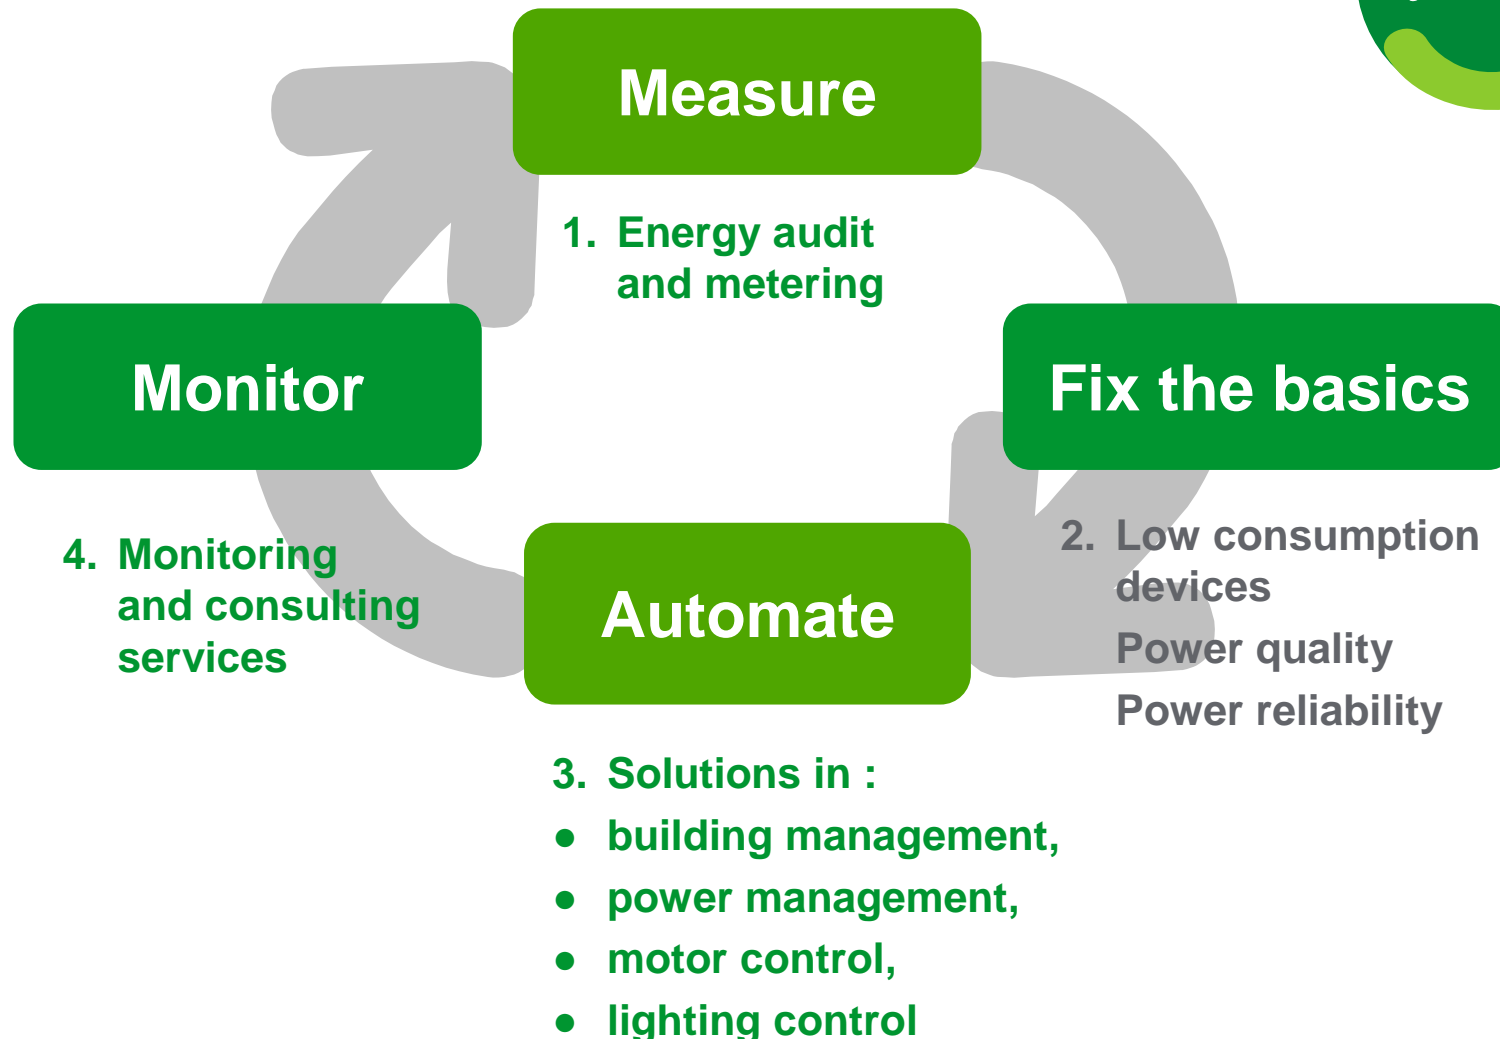 Measure
1. Energy audit
and metering
Monitor
Fix the basics
4. Monitoring
and consulting
services
Automate
2. Low consumption
devices
Power quality
Power reliability
3. Solutions in :
● building management,
● power management,
● motor control,
● lighting control